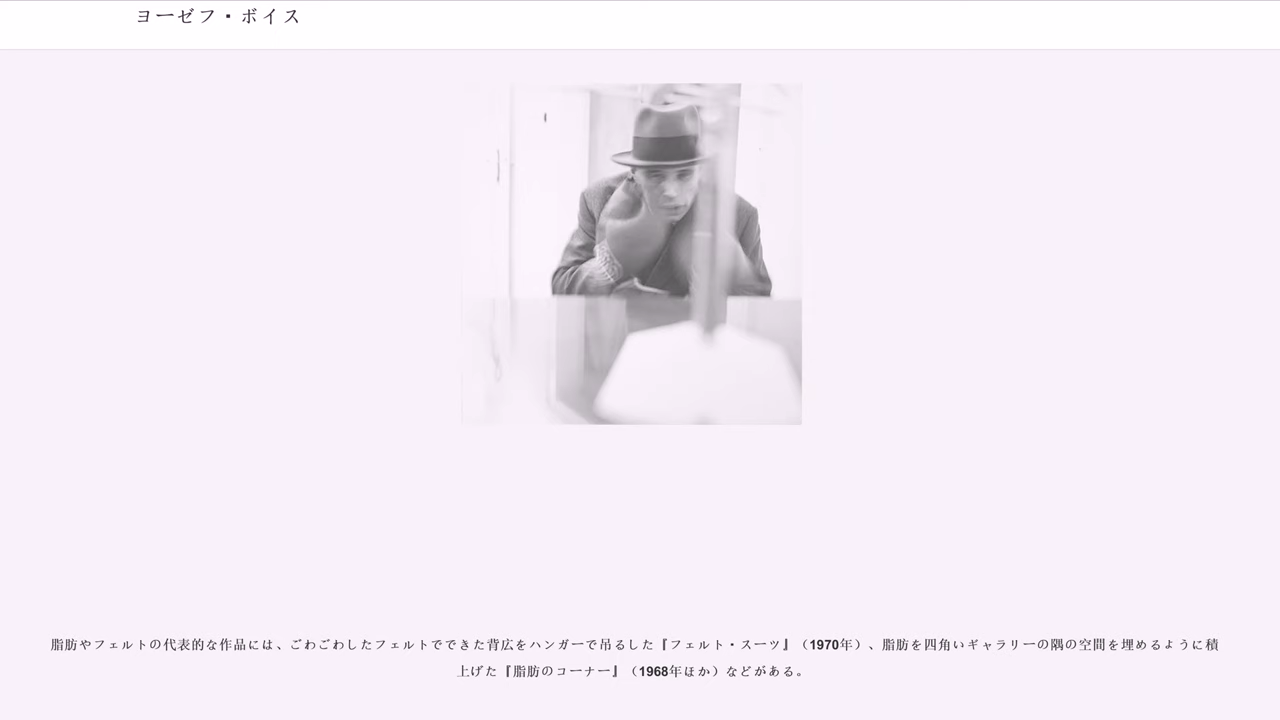 ヨーゼフ・ボイス
脂肪やフェルトの代表的な作品には、ごわごわしたフェルトでできた背広をハンガーで吊るした『フェルト・スーツ』（1970年）、脂肪を四角いギャラリーの隅の空間を埋めるように積
上げた『脂肪のコーナー』（1968年ほか）などがある。